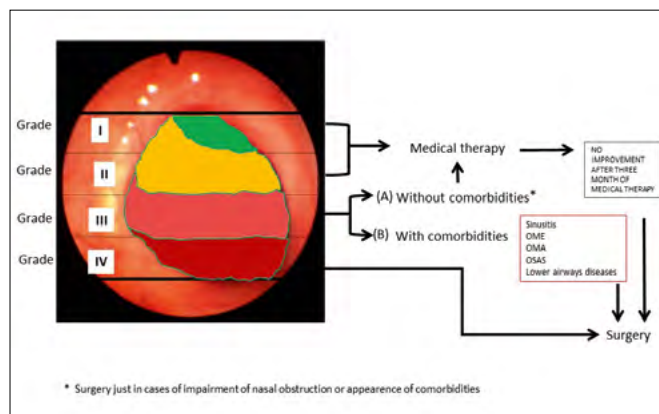 Grade I
Grade II
Grade III
Grade IV
Medical therapy
(A) Without comorbidities*
(B) With comorbidities
NO
IMPROVEMENT
AFTER THREE
MONTH OF
MEDICAL THERAPY
Sinusitis
OME
OMA
OSAS
Lower airways diseases
Surgery
* Surgery just in cases of impairment of nasal obstruction or appearence of comorbidities